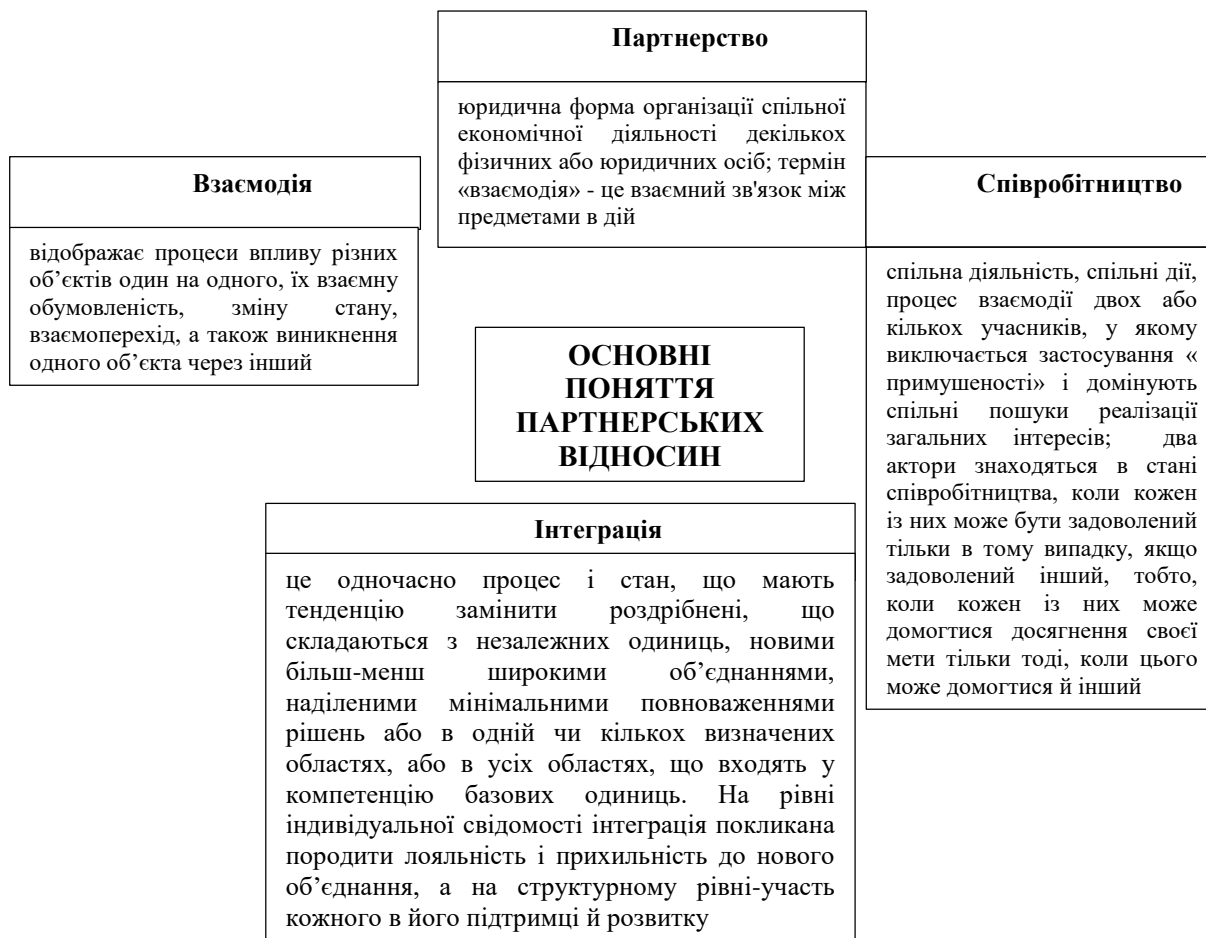 Партнерство
юридична форма організації спільної
економічної діяльності декількох
фізичних або юридичних осіб; термін
«взаємодія» - це взаємний зв'язок між
предметами в дій
Взаємодія
відображає процеси впливу різних
об’єктів один на одного, їх взаємну
обумовленість, зміну стану,
взаємоперехід, а також виникнення
одного об’єкта через інший
Співробітництво
спільна діяльність, спільні дії,
процес взаємодії двох або
кількох учасників, у якому
виключається застосування «
примушеності» і домінують
спільні пошуки реалізації
загальних інтересів; два
актори знаходяться в стані
співробітництва, коли кожен
із них може бути задоволений
тільки в тому випадку, якщо
задоволений інший, тобто,
коли кожен із них може
домогтися досягнення своєї
мети тільки тоді, коли цього
може домогтися й інший
ОСНОВНІ
ПОНЯТТЯ
ПАРТНЕРСЬКИХ
ВІДНОСИН
Інтеграція
це одночасно процес і стан, що мають
тенденцію замінити роздрібнені, що
складаються з незалежних одиниць, новими
більш-менш широкими об’єднаннями,
наділеними мінімальними повноваженнями
рішень або в одній чи кількох визначених
областях, або в усіх областях, що входять у
компетенцію базових одиниць. На рівні
індивідуальної свідомості інтеграція покликана
породити лояльність і прихильність до нового
об’єднання, а на структурному рівні-участь
кожного в його підтримці й розвитку